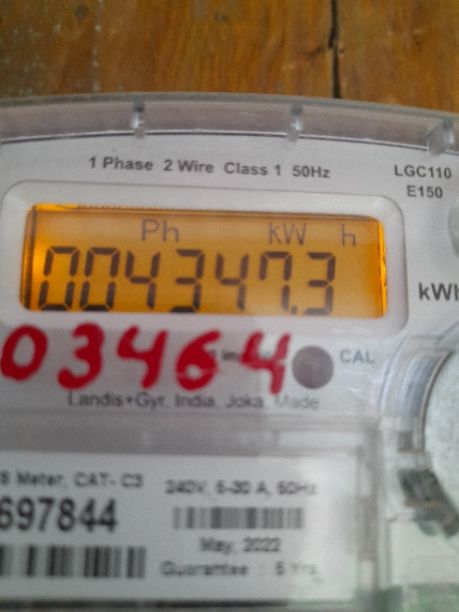 1 Phase 2 Wire Class 1 50Hz
LGC110
E150
Ph kW h
004347.3
kWh
03464
CAL
Landis+Gyr, India, Joka, Made
S Meter, CAT- C3
697844
240V, 5-30 A, 50Hz
May, 2022
Guarantee : 5 Yrs